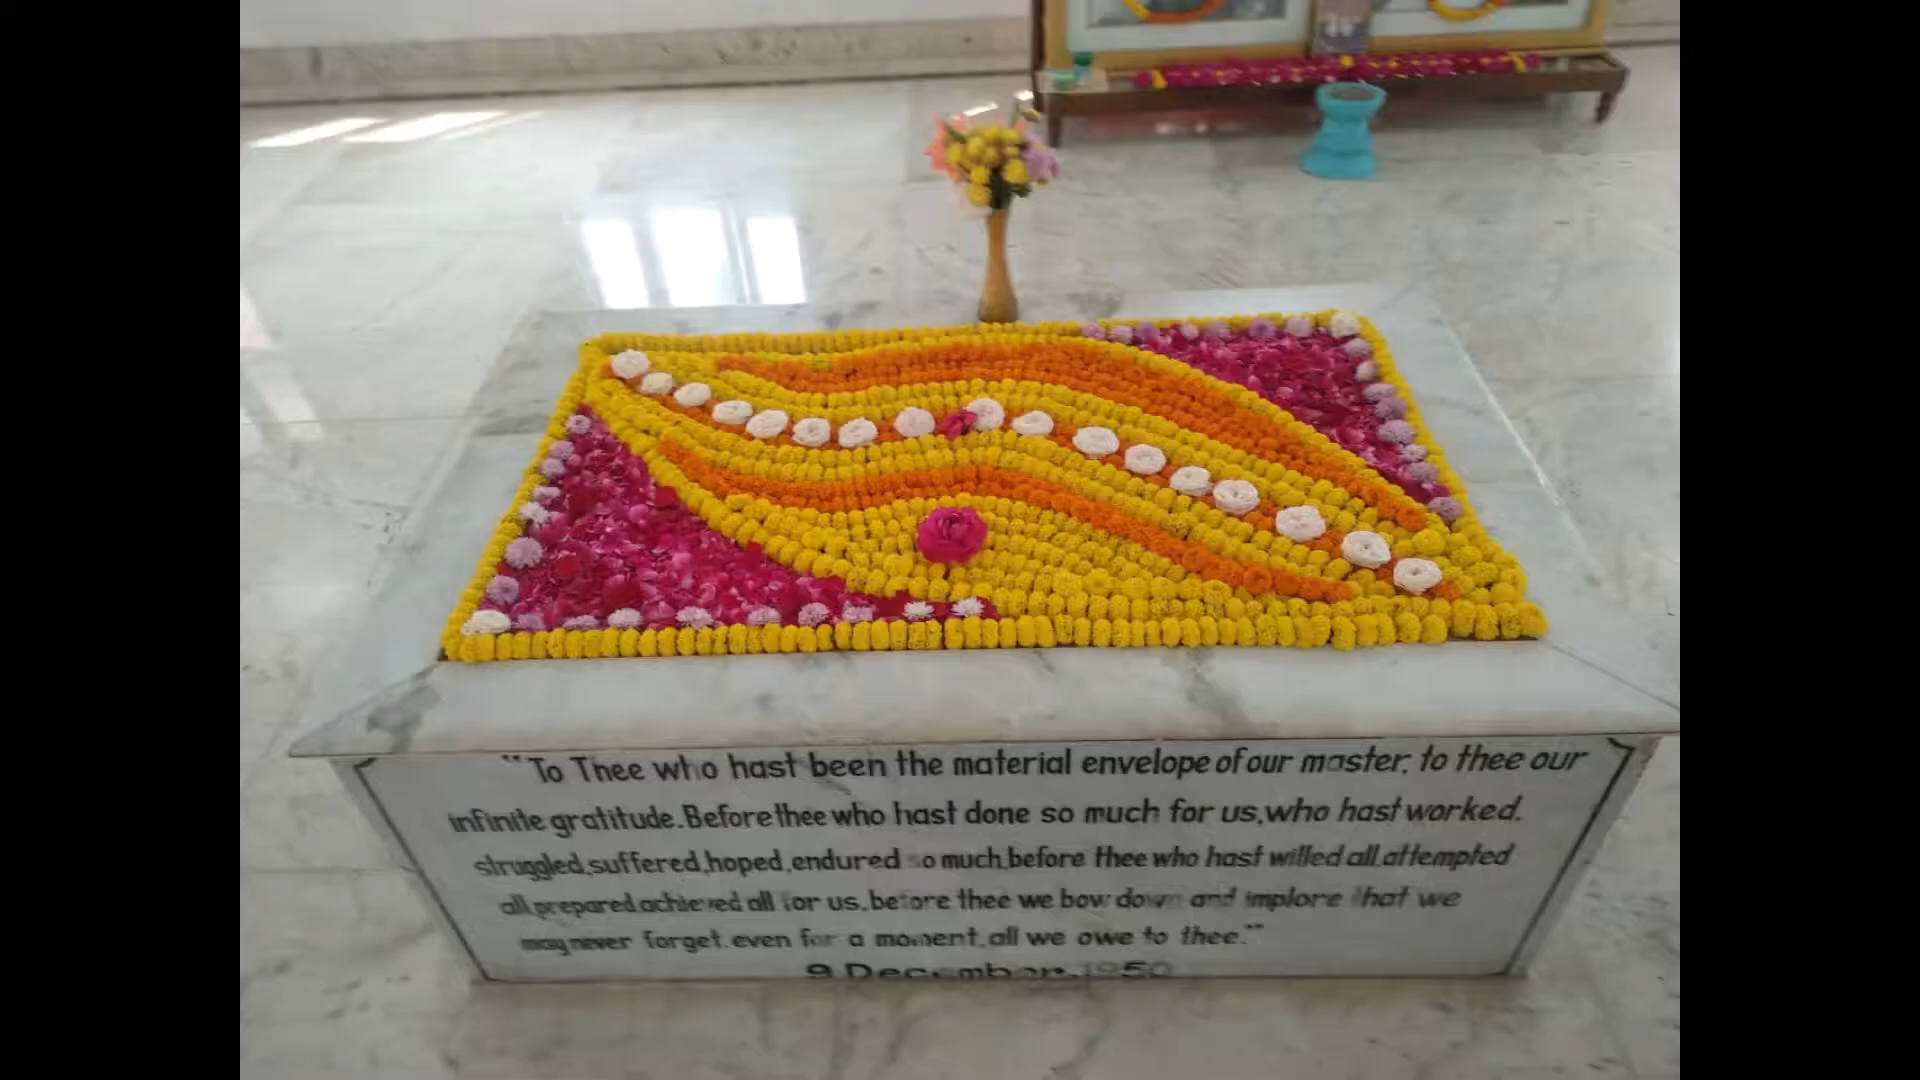 “To Thee who hast been the material envelope of our master, to thee our
infinite gratitude. Before thee who hast done so much for us, who hast worked,
struggled, suffered, hoped, endured so much, before thee who hast willed all, attempted
all, prepared, achieved all for us, before thee we bow down and implore that we
may never forget, even for a moment, all we owe to thee.”
9 December, 1950